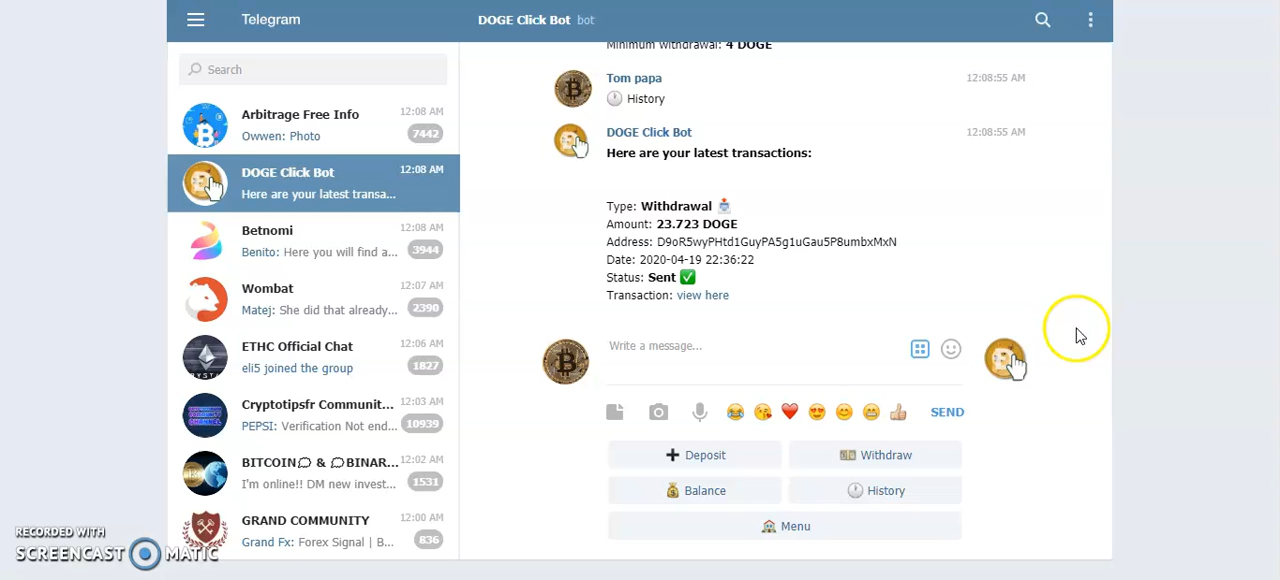 Telegram
DOGE Click Bot bot
Search
Arbitrage Free Info 12:08 AM
Owwen: Photo 7442
DOGE Click Bot 12:08 AM
Here are your latest transa...
Betnomi 12:08 AM
Benito: Here you will find a... 3944
Wombat 12:07 AM
Matej: She did that already... 2390
ETHC Official Chat 12:06 AM
eli5 joined the group 1827
Cryptotipsfr Communit... 12:03 AM
PEPSI: Verification Not end... 10939
BITCOIN💭 & 💭BINAR... 12:02 AM
I'm online!! DM new invest... 1531
GRAND COMMUNITY 12:00 AM
Grand Fx: Forex Signal | B... 836
Minimum withdrawal: 4 DOGE
Tom papa 12:08:55 AM
🕐 History
DOGE Click Bot 12:08:55 AM
Here are your latest transactions:
Type: Withdrawal 📩
Amount: 23.723 DOGE
Address: D9oR5wyPHtd1GuyPA5g1uGau5P8umbxMxN
Date: 2020-04-19 22:36:22
Status: Sent ✅
Transaction: view here
Write a message...
😂 😘 ❤️ 😍 😊 😁 👍 SEND
➕ Deposit
💵 Withdraw
💰 Balance
🕐 History
🏠 Menu
RECORDED WITH
SCREENCAST MATIC